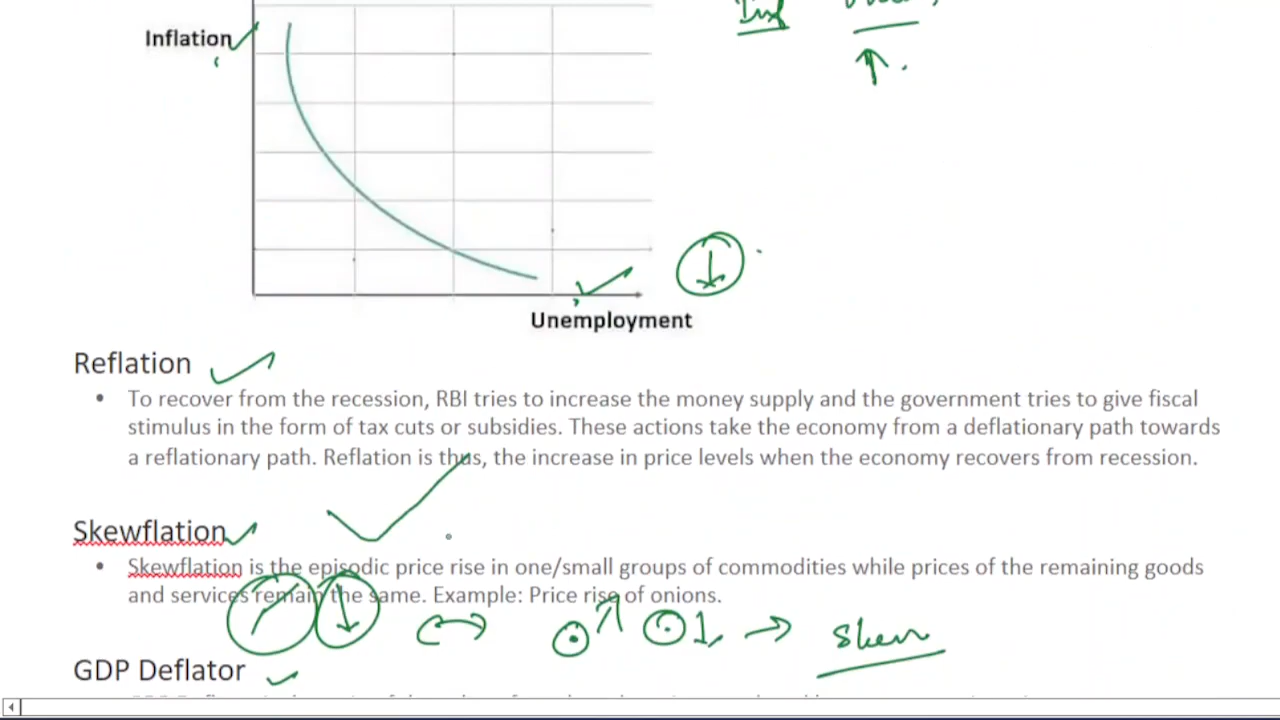 Inf
Inflation
Unemployment
Reflation
• To recover from the recession, RBI tries to increase the money supply and the government tries to give fiscal
stimulus in the form of tax cuts or subsidies. These actions take the economy from a deflationary path towards
a reflationary path. Reflation is thus, the increase in price levels when the economy recovers from recession.
Skewflation
• Skewflation is the episodic price rise in one/small groups of commodities while prices of the remaining goods
and services remain the same. Example: Price rise of onions.
Skew
GDP Deflator